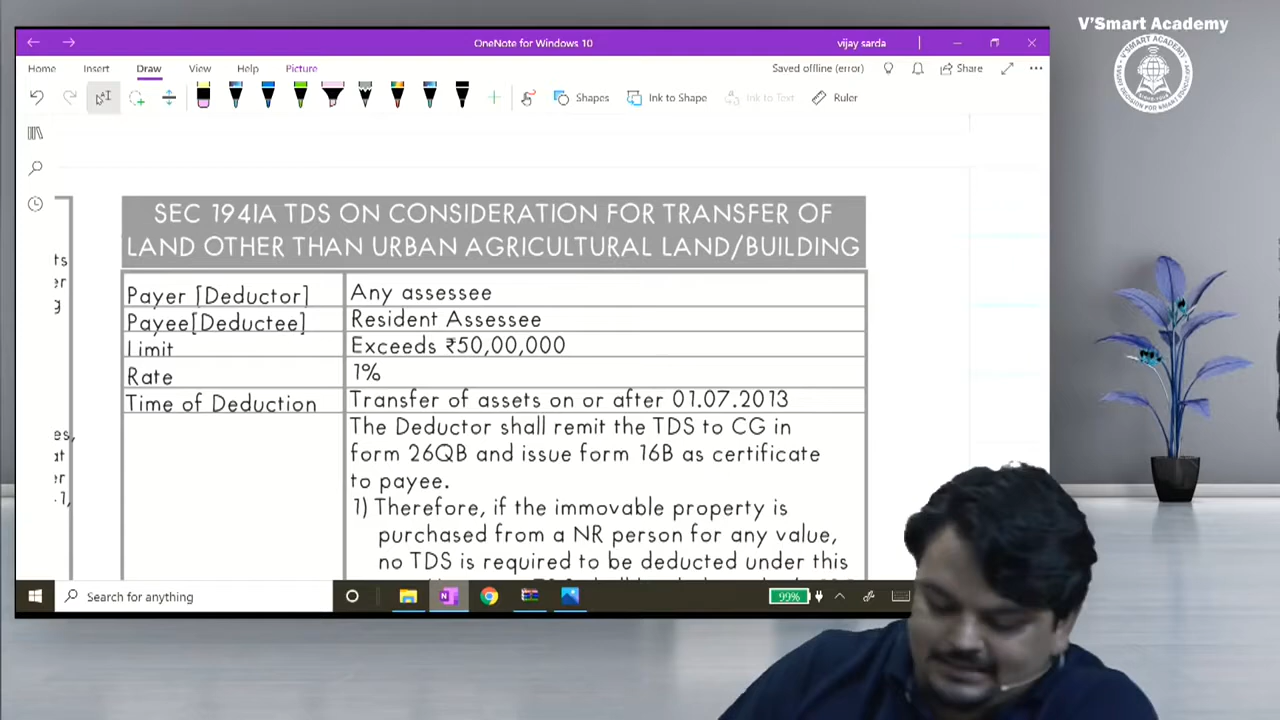 V'Smart Academy
OneNote for Windows 10
vijay sarda
Home Insert Draw View Help Picture
Saved offline (error)
Share
Shapes
Ink to Shape
Ink to Text
Ruler
SEC 194IA TDS ON CONSIDERATION FOR TRANSFER OF
LAND OTHER THAN URBAN AGRICULTURAL LAND/BUILDING
Payer [Deductor] Any assessee
Payee[Deductee] Resident Assessee
Limit Exceeds ₹50,00,000
Rate 1%
Time of Deduction Transfer of assets on or after 01.07.2013
The Deductor shall remit the TDS to CG in
form 26QB and issue form 16B as certificate
to payee.
1) Therefore, if the immovable property is
purchased from a NR person for any value,
no TDS is required to be deducted under this
ts
er
g
es,
at
er
1,
Search for anything
99%